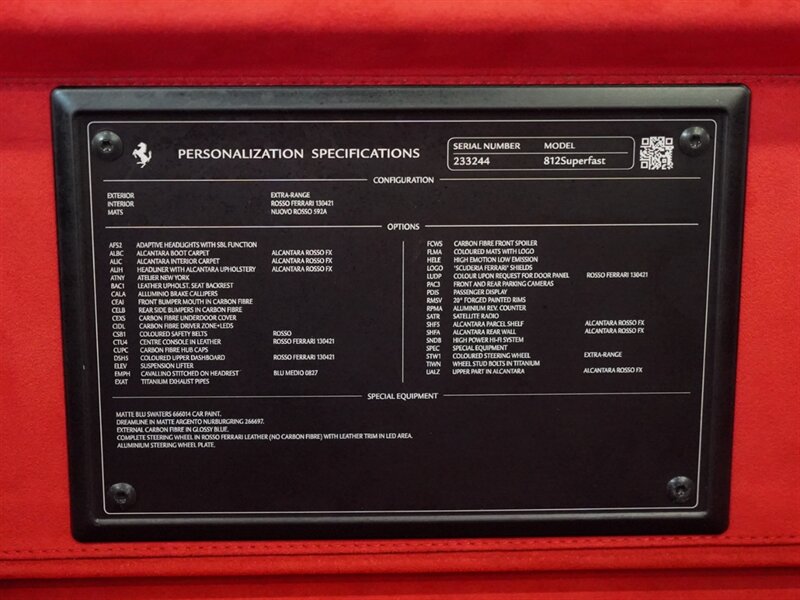 PERSONALIZATION SPECIFICATIONS
SERIAL NUMBER MODEL
233244 812Superfast
CONFIGURATION
EXTERIOR EXTRA-RANGE
INTERIOR ROSSO FERRARI 130421
MATS NUOVO ROSSO 592A
OPTIONS
AFS2 ADAPTIVE HEADLIGHTS WITH SBL FUNCTION
ALBC ALCANTARA BOOT CARPET ALCANTARA ROSSO FX
ALIC ALCANTARA INTERIOR CARPET ALCANTARA ROSSO FX
ALIH HEADLINER WITH ALCANTARA UPHOLSTERY ALCANTARA ROSSO FX
ATNY ATELIER NEW YORK
BAC1 LEATHER UPHOLST. SEAT BACKREST
CALA ALLUMINIO BRAKE CALLIPERS
CFA1 FRONT BUMPER MOUTH IN CARBON FIBRE
CELB REAR SIDE BUMPERS IN CARBON FIBRE
CEXS CARBON FIBRE UNDERDOOR COVER
CIDL CARBON FIBRE DRIVER ZONE+LEDS
CSB1 COLOURED SAFETY BELTS ROSSO
CTU4 CENTRE CONSOLE IN LEATHER ROSSO FERRARI 130421
CUPC CARBON FIBRE HUB CAPS
DSHS COLOURED UPPER DASHBOARD ROSSO FERRARI 130421
ELEV SUSPENSION LIFTER
EMPH CAVALLINO STITCHED ON HEADREST BLU MEDIO 0827
EXAT TITANIUM EXHAUST PIPES
FCWS CARBON FIBRE FRONT SPOILER
FLMA COLOURED MATS WITH LOGO
HELE HIGH EMOTION LOW EMISSION
LOGO "SCUDERIA FERRARI" SHIELDS
LUDP COLOUR UPON REQUEST FOR DOOR PANEL ROSSO FERRARI 130421
PAC3 FRONT AND REAR PARKING CAMERAS
PDIS PASSENGER DISPLAY
RMSV 20" FORGED PAINTED RIMS
RPMA ALUMINIUM REV. COUNTER
SATR SATELLITE RADIO
SHFS ALCANTARA PARCEL SHELF ALCANTARA ROSSO FX
SHFA ALCANTARA REAR WALL ALCANTARA ROSSO FX
SNDB HIGH POWER HI-FI SYSTEM
SPEC SPECIAL EQUIPMENT
STW1 COLOURED STEERING WHEEL EXTRA-RANGE
TIWN WHEEL STUD BOLTS IN TITANIUM
UALZ UPPER PART IN ALCANTARA ALCANTARA ROSSO FX
SPECIAL EQUIPMENT
MATTE BLU SWATERS 666014 CAR PAINT.
DREAMLINE IN MATTE ARGENTO NURBURGRING 266697.
EXTERNAL CARBON FIBRE IN GLOSSY BLUE.
COMPLETE STEERING WHEEL IN ROSSO FERRARI LEATHER (NO CARBON FIBRE) WITH LEATHER TRIM IN LED AREA.
ALUMINIUM STEERING WHEEL PLATE.